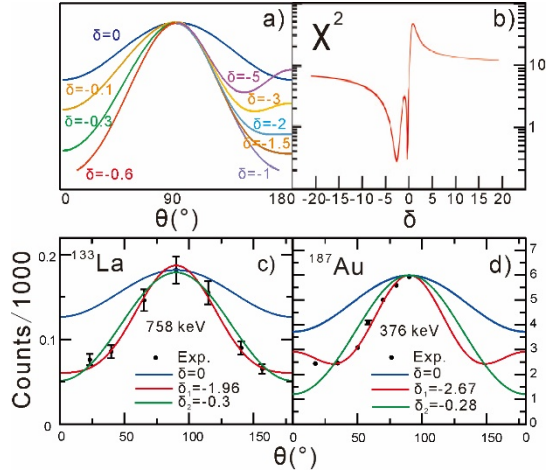 a)
δ=0
δ=-0.1
δ=-0.3
δ=-0.6
δ=-5
δ=-3
δ=-2
δ=-1.5
δ=-1
0 90 180
θ(°)
b)
χ²
10
1
-20 -15 -10 -5 0 5 10 15 20
δ
Counts/1000
0.2
0.1
0
¹³³La
c)
758 keV
Exp.
δ=0
δ₁=-1.96
δ₂=-0.3
0 50 100 150
¹⁸⁷Au
d)
376 keV
Exp.
δ=0
δ₁=-2.67
δ₂=-0.28
7
6
5
4
3
2
1
0
0 50 100 150
θ(°)